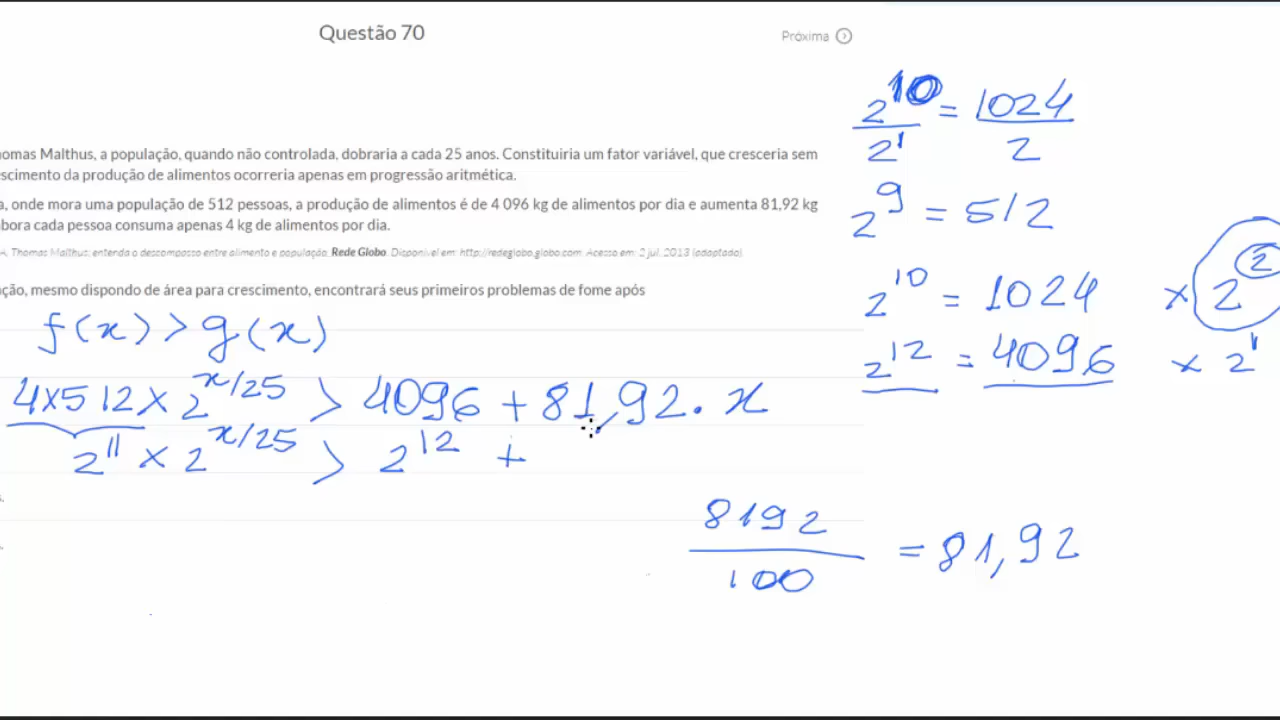 Questão 70
Próxima
omas Malthus, a população, quando não controlada, dobraria a cada 25 anos. Constituiria um fator variável, que cresceria sem
scimento da produção de alimentos ocorreria apenas em progressão aritmética.
a, onde mora uma população de 512 pessoas, a produção de alimentos é de 4 096 kg de alimentos por dia e aumenta 81,92 kg
bora cada pessoa consuma apenas 4 kg de alimentos por dia.
A. Thomas Malthus: entenda o descompasso entre alimento e população. Rede Globo. Disponível em: http://redeglobo.globo.com. Acesso em: 2 jul. 2013 (adaptado).
ação, mesmo dispondo de área para crescimento, encontrará seus primeiros problemas de fome após
f(x) > g(x)
4x512 x 2^x/25 > 4096 + 81,92 . x
2^11 x 2^x/25 > 2^12 +
2^10/2^1 = 1024/2
2^9 = 512
2^10 = 1024 x 2^2
2^12 = 4096 x 2^1
8192/100 = 81,92